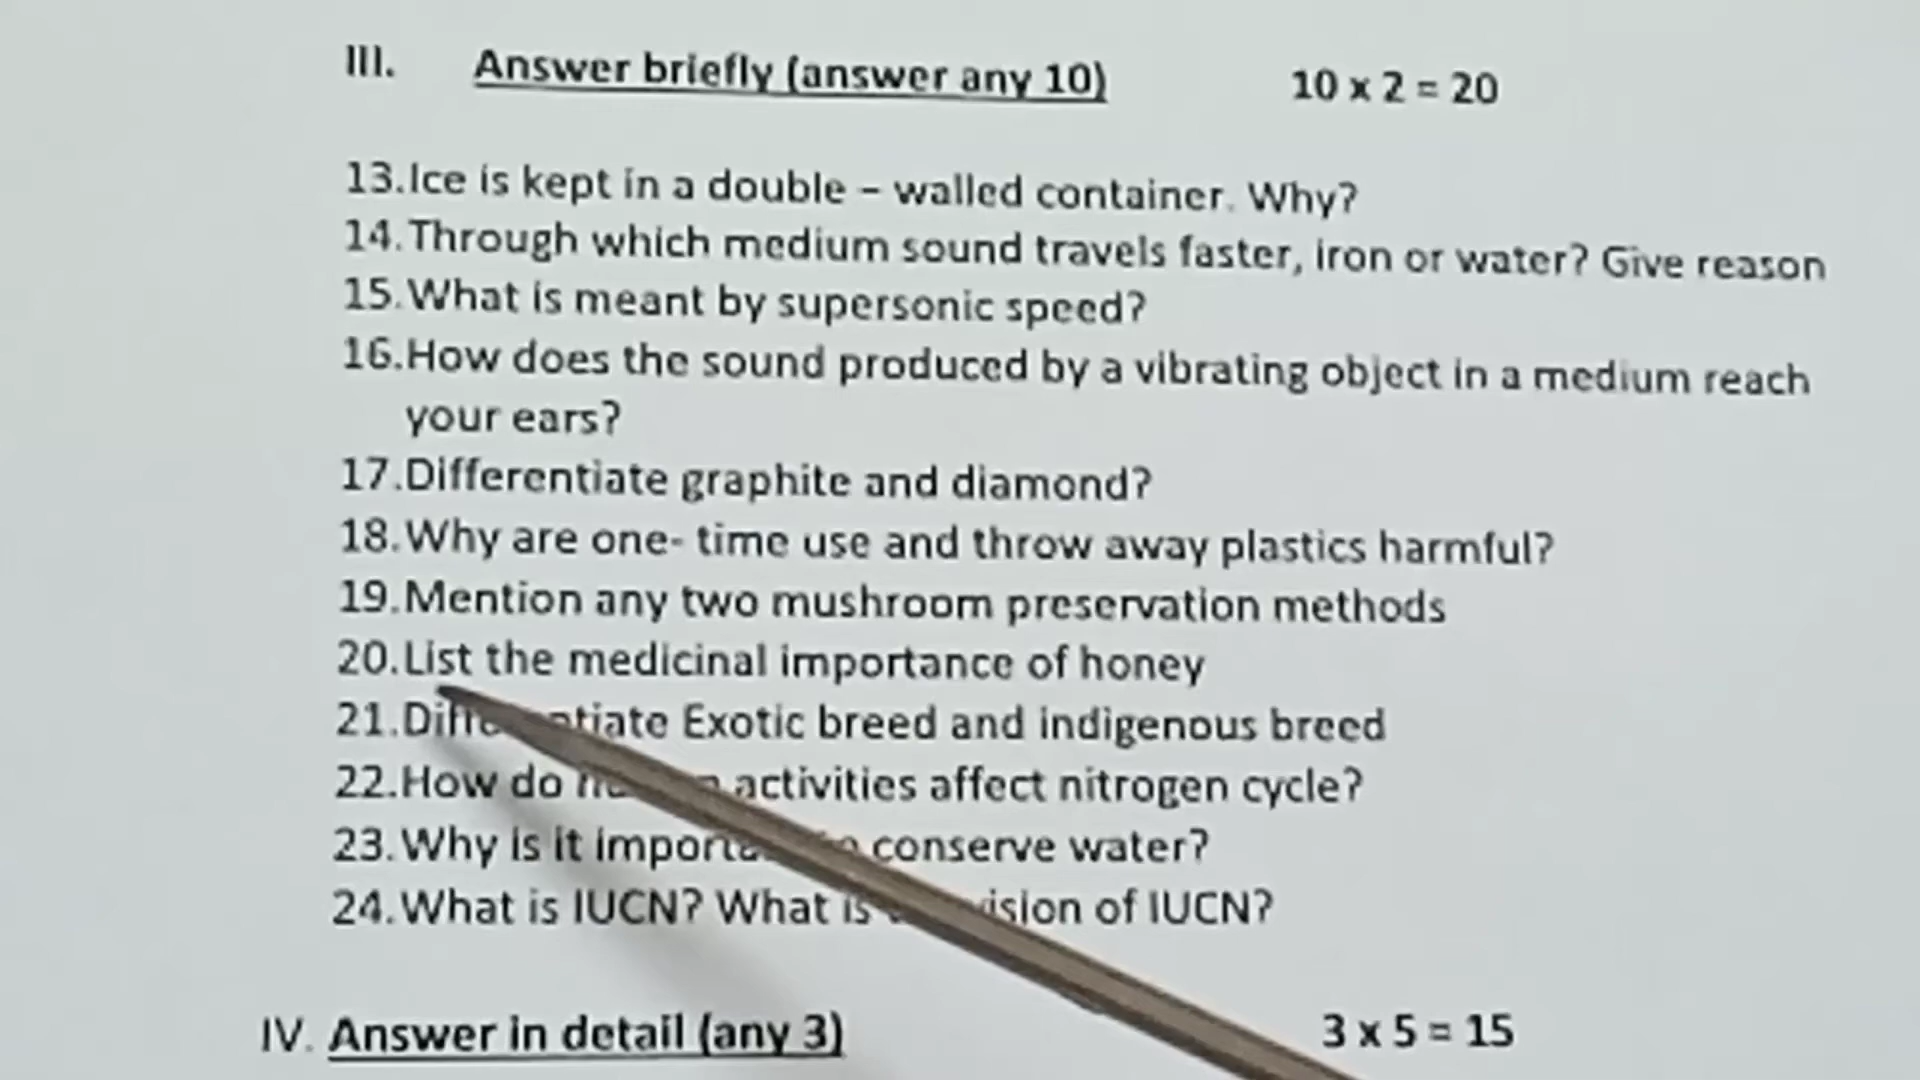 III. Answer briefly (answer any 10) 10 x 2 = 20
13.Ice is kept in a double – walled container. Why?
14.Through which medium sound travels faster, iron or water? Give reason
15.What is meant by supersonic speed?
16.How does the sound produced by a vibrating object in a medium reach
your ears?
17.Differentiate graphite and diamond?
18.Why are one- time use and throw away plastics harmful?
19.Mention any two mushroom preservation methods
20.List the medicinal importance of honey
21.Differentiate Exotic breed and indigenous breed
22.How do activities affect nitrogen cycle?
23.Why is it important to conserve water?
24.What is IUCN? What is vision of IUCN?
IV. Answer in detail (any 3) 3 x 5 = 15